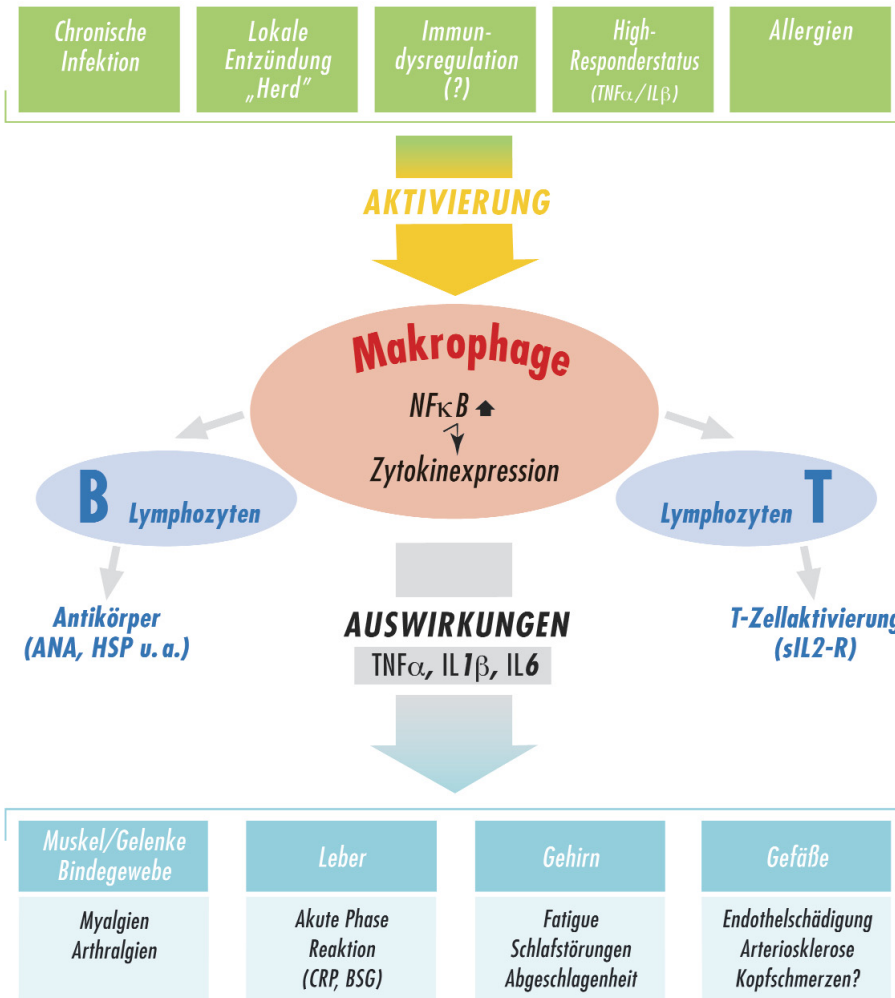 Chronische
Infektion
Lokale
Entzündung
„Herd”
Immun-
dysregulation
(?)
High-
Responderstatus
(TNFα/ILβ)
Allergien
AKTIVIERUNG
Makrophage
NFκB
Zytokinexpression
B Lymphozyten
Lymphozyten T
Antikörper
(ANA, HSP u.a.)
T-Zellaktivierung
(sIL2-R)
AUSWIRKUNGEN
TNFα, IL1β, IL6
Muskel/Gelenke
Bindegewebe
Myalgien
Arthralgien
Leber
Akute Phase
Reaktion
(CRP, BSG)
Gehirn
Fatigue
Schlafstörungen
Abgeschlagenheit
Gefäße
Endothelschädigung
Arteriosklerose
Kopfschmerzen?